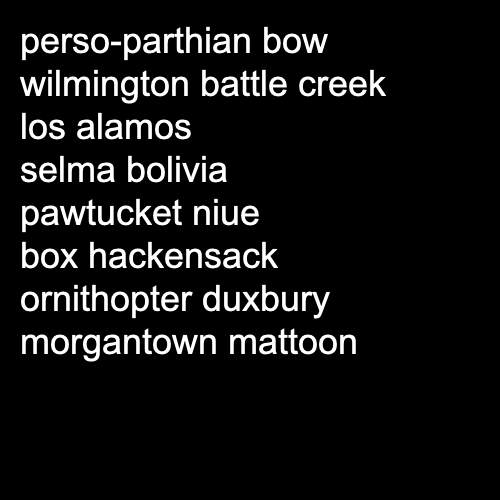 perso-parthian bow
wilmington battle creek
los alamos
selma bolivia
pawtucket niue
box hackensack
ornithopter duxbury
morgantown mattoon